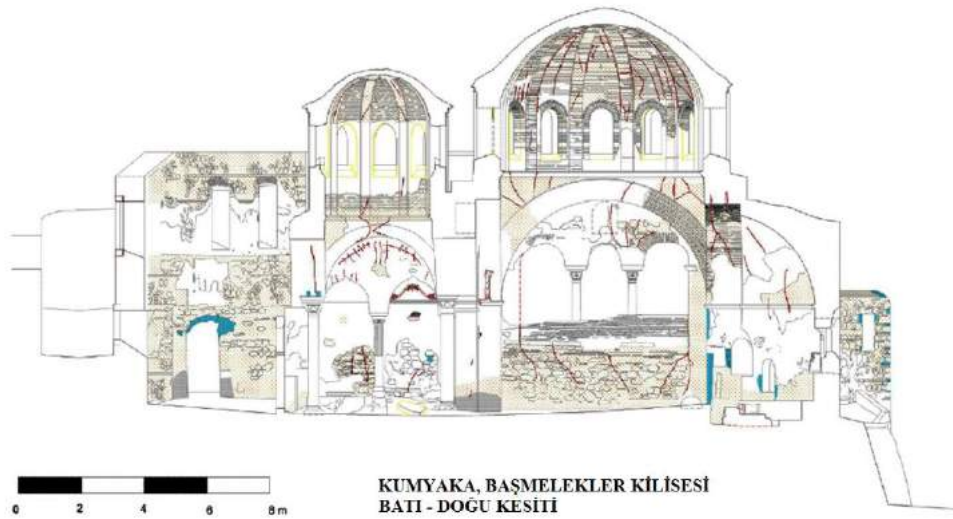 KUMYAKA, BAŞMELEKLER KİLİSESİ
BATI - DOĞU KESİTİ
0 2 4 6 8 m